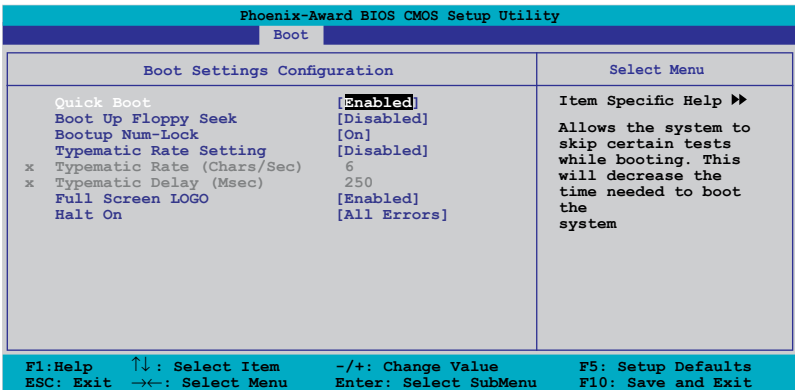 Phoenix-Award BIOS CMOS Setup Utility
Boot
Boot Settings Configuration
Select Menu
Quick Boot [Enabled]
Boot Up Floppy Seek [Disabled]
Bootup Num-Lock [On]
Typematic Rate Setting [Disabled]
x Typematic Rate (Chars/Sec) 6
x Typematic Delay (Msec) 250
Full Screen LOGO [Enabled]
Halt On [All Errors]
Item Specific Help ▶▶
Allows the system to
skip certain tests
while booting. This
will decrease the
time needed to boot
the
system
F1:Help ↑↓ : Select Item -/+: Change Value F5: Setup Defaults
ESC: Exit →←: Select Menu Enter: Select SubMenu F10: Save and Exit